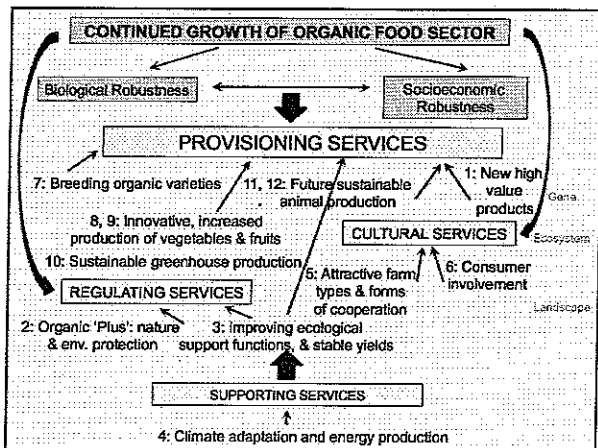 CONTINUED GROWTH OF ORGANIC FOOD SECTOR
Biological Robustness
Socioeconomic
Robustness
PROVISIONING SERVICES
7: Breeding organic varieties
11, 12: Future sustainable
animal production
1: New high
value
products
Gene
8, 9: Innovative, increased
production of vegetables & fruits
CULTURAL SERVICES
Ecosystem
10: Sustainable greenhouse production
5: Attractive farm
types & forms
of cooperation
6: Consumer
involvement
REGULATING SERVICES
Landscape
2: Organic 'Plus': nature
& env. protection
3: improving ecological
support functions, & stable yields
SUPPORTING SERVICES
4: Climate adaptation and energy production